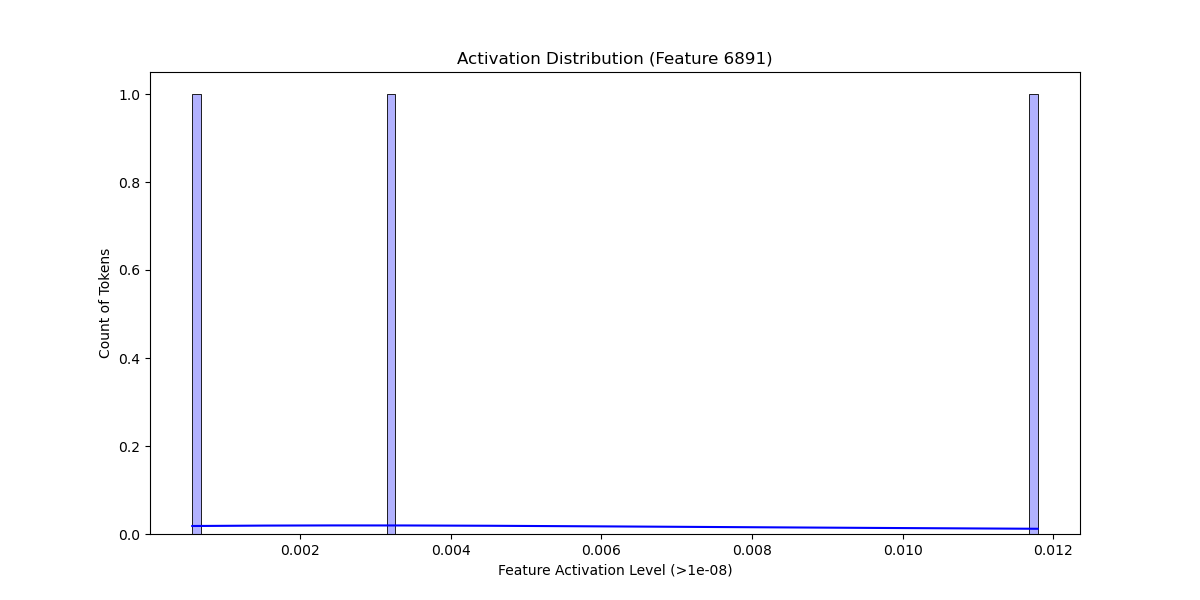 Activation Distribution (Feature 6891)
1.0
0.8
0.6
0.4
0.2
0.0
Count of Tokens
0.002 0.004 0.006 0.008 0.010 0.012
Feature Activation Level (>1e-08)